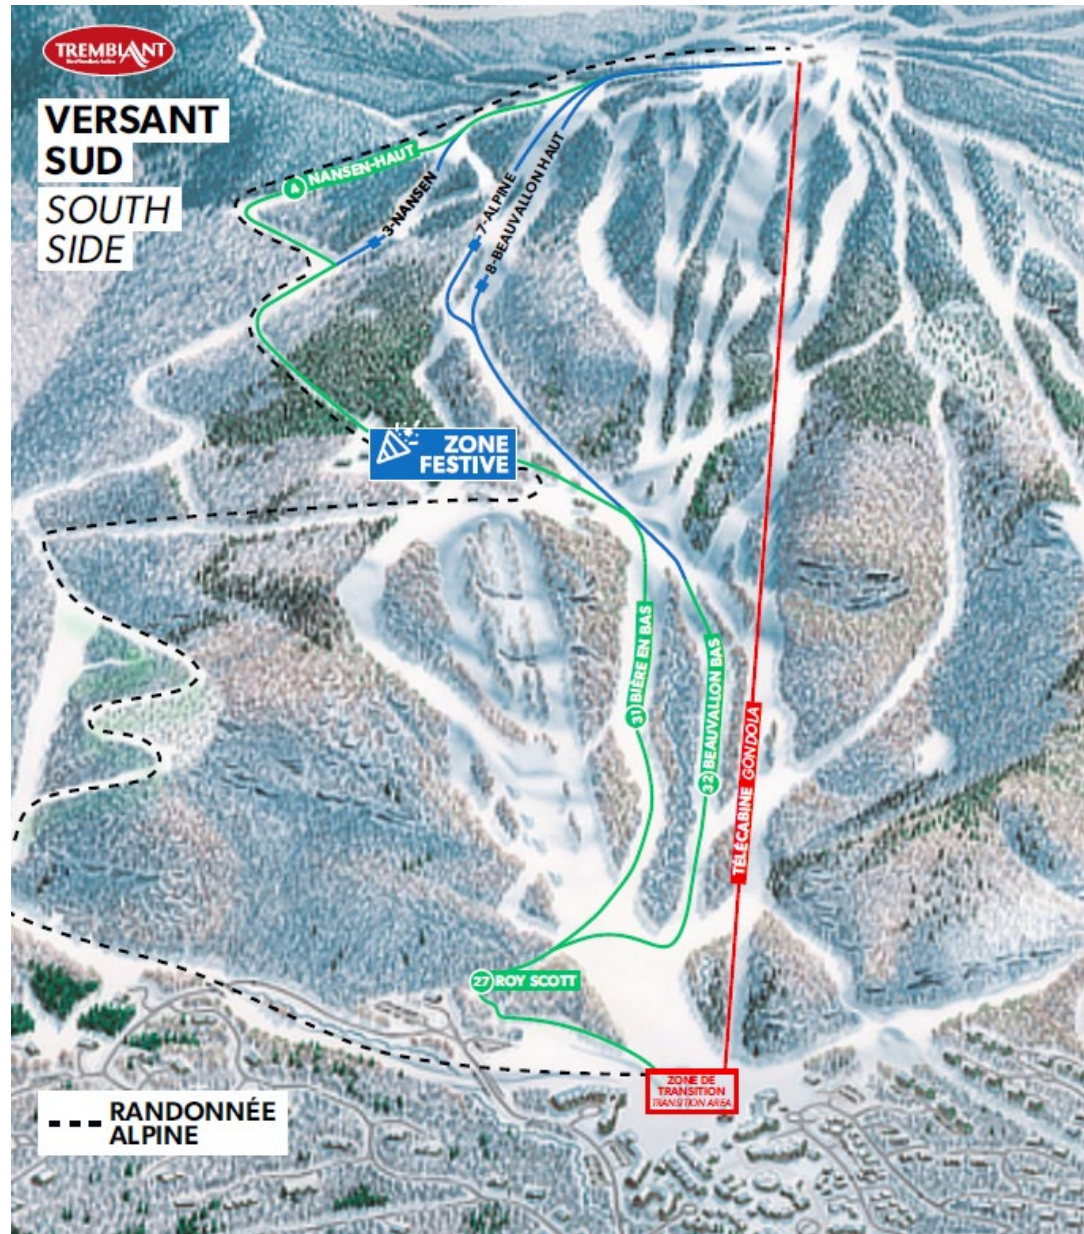 TREMBLANT
VERSANT
SUD
SOUTH
SIDE
4 NANSEN-HAUT
3-NANSEN
7-ALPINE
8-BEAUVALLON HAUT
ZONE
FESTIVE
31 BIÈRE EN BAS
32 BEAUVALLON BAS
TÉLÉCABINE GONDOLA
27 ROY SCOTT
ZONE DE
TRANSITION
TRANSITION AREA
RANDONNÉE
ALPINE